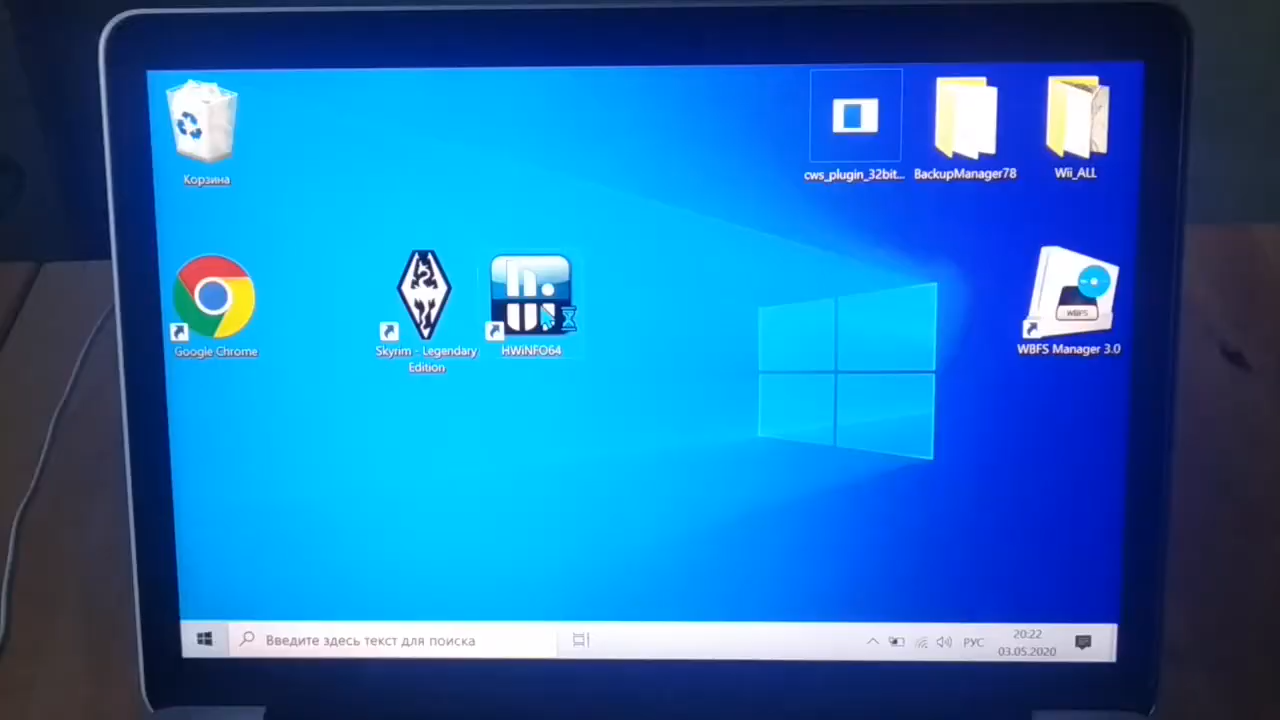 Корзина
cws_plugin_32bit...
BackupManager78
Wii_ALL
Google Chrome
Skyrim - Legendary
Edition
HWiNFO64
WBFS
WBFS Manager 3.0
Введите здесь текст для поиска
РУС
20:22
03.05.2020